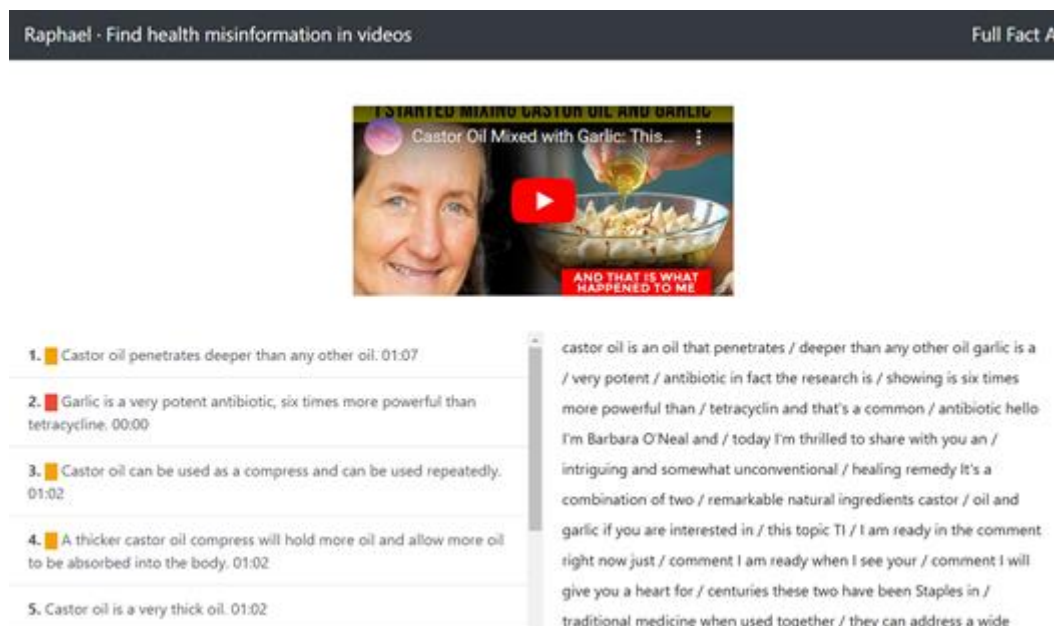 Raphael · Find health misinformation in videos
Full Fact A
I STARTED MIXING CASTOR OIL AND GARLIC
Castor Oil Mixed with Garlic: This...
AND THAT IS WHAT
HAPPENED TO ME
1. Castor oil penetrates deeper than any other oil. 01:07
2. Garlic is a very potent antibiotic, six times more powerful than
tetracycline. 00:00
3. Castor oil can be used as a compress and can be used repeatedly.
01:02
4. A thicker castor oil compress will hold more oil and allow more oil
to be absorbed into the body. 01:02
5. Castor oil is a very thick oil. 01:02
castor oil is an oil that penetrates / deeper than any other oil garlic is a
/ very potent / antibiotic in fact the research is / showing is six times
more powerful than / tetracyclin and that's a common / antibiotic hello
I'm Barbara O'Neal and / today I'm thrilled to share with you an /
intriguing and somewhat unconventional / healing remedy It's a
combination of two / remarkable natural ingredients castor / oil and
garlic if you are interested in / this topic TI / I am ready in the comment
right now just / comment I am ready when I see your / comment I will
give you a heart for / centuries these two have been Staples in /
traditional medicine when used together / they can address a wide